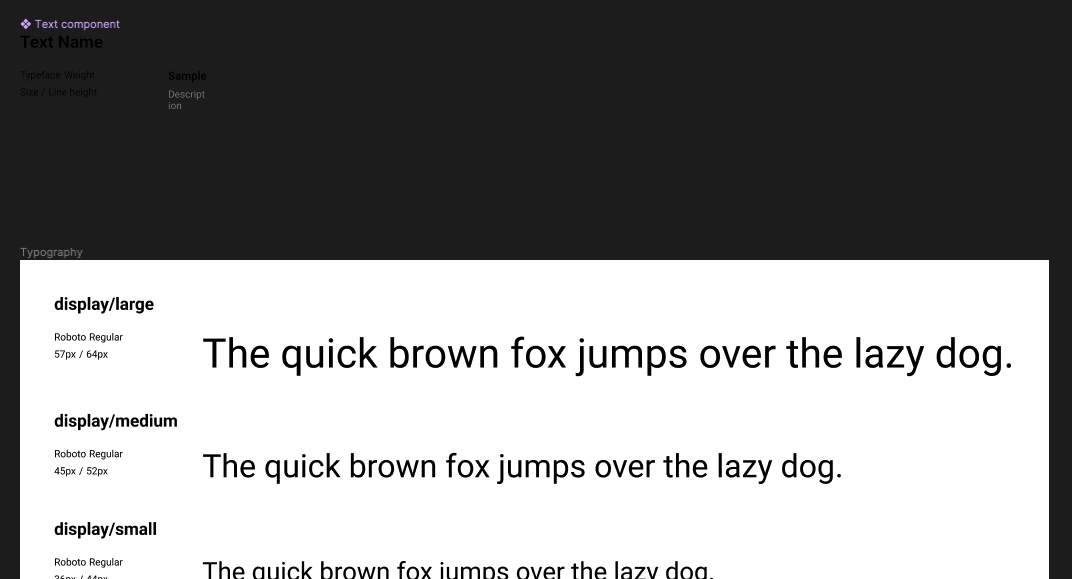 Text component
Text Name
Typeface Weight
Size / Line height
Sample
Descript
ion
Typography
display/large
Roboto Regular
57px / 64px
The quick brown fox jumps over the lazy dog.
display/medium
Roboto Regular
45px / 52px
The quick brown fox jumps over the lazy dog.
display/small
Roboto Regular
36px / 44px
The quick brown fox jumps over the lazy dog.